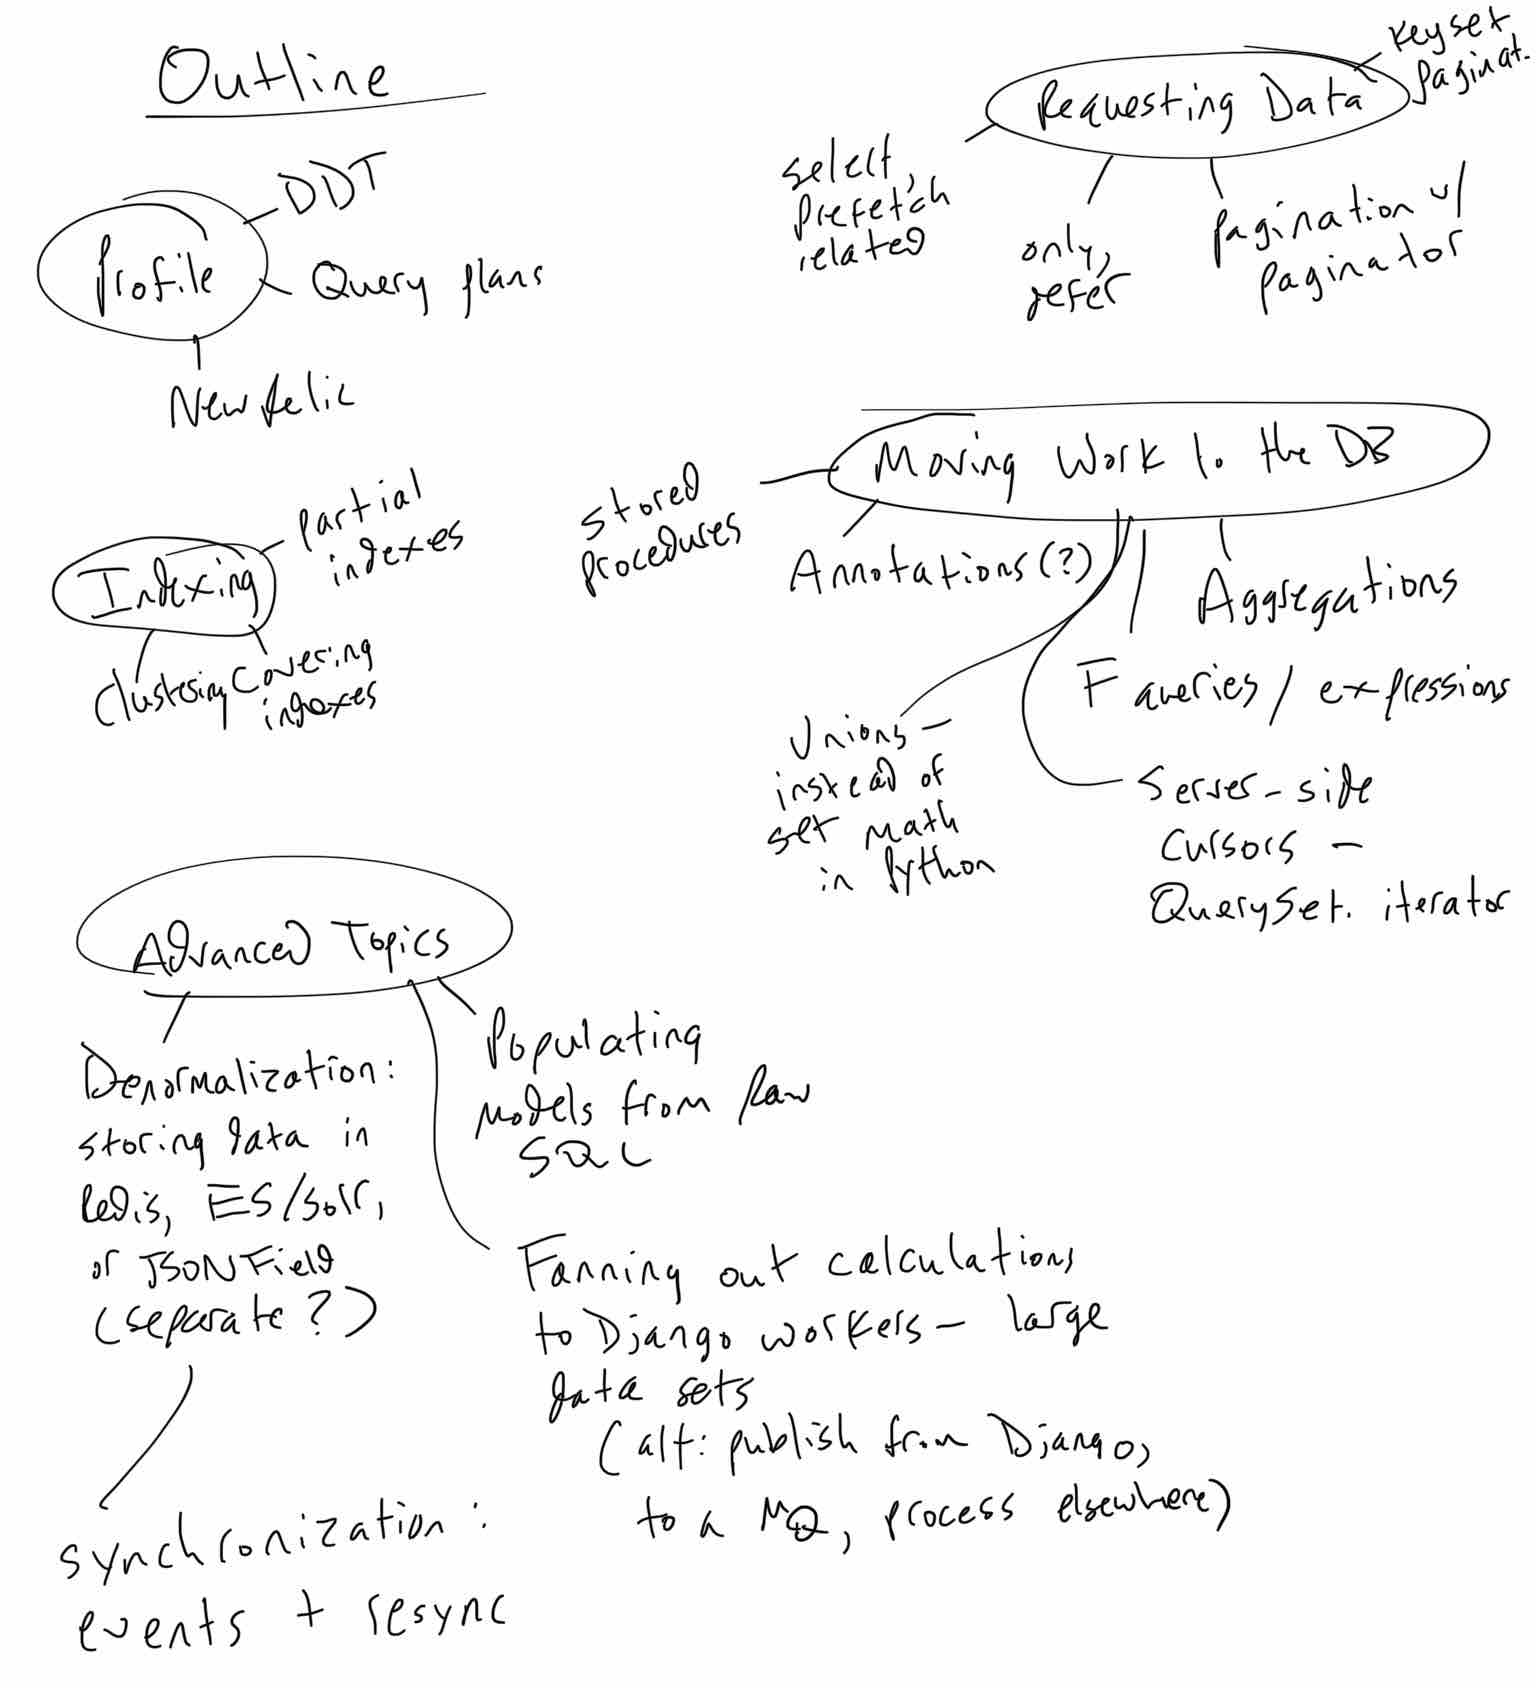 Outline
Profile
DDT
Query plans
New Relic
Indexing
Partial
indexes
Covering
indexes
Clustering
Requesting Data
Keyset
Paginat.
Select
prefetch
related
only,
defer
Pagination w/
Paginator
Moving Work to the DB
Stored
procedures
Annotations (?)
Aggregations
F queries / expressions
Unions -
instead of
set math
in Python
Server-side
Cursors -
QuerySet. iterator
Advanced Topics
Denormalization:
storing data in
Redis, ES/Solr,
or JSONField
(separate?)
Synchronization:
events + resync
Populating
models from raw
SQL
Fanning out calculations
to Django workers - large
data sets
(alt: publish from Django,
to a MQ, process elsewhere)